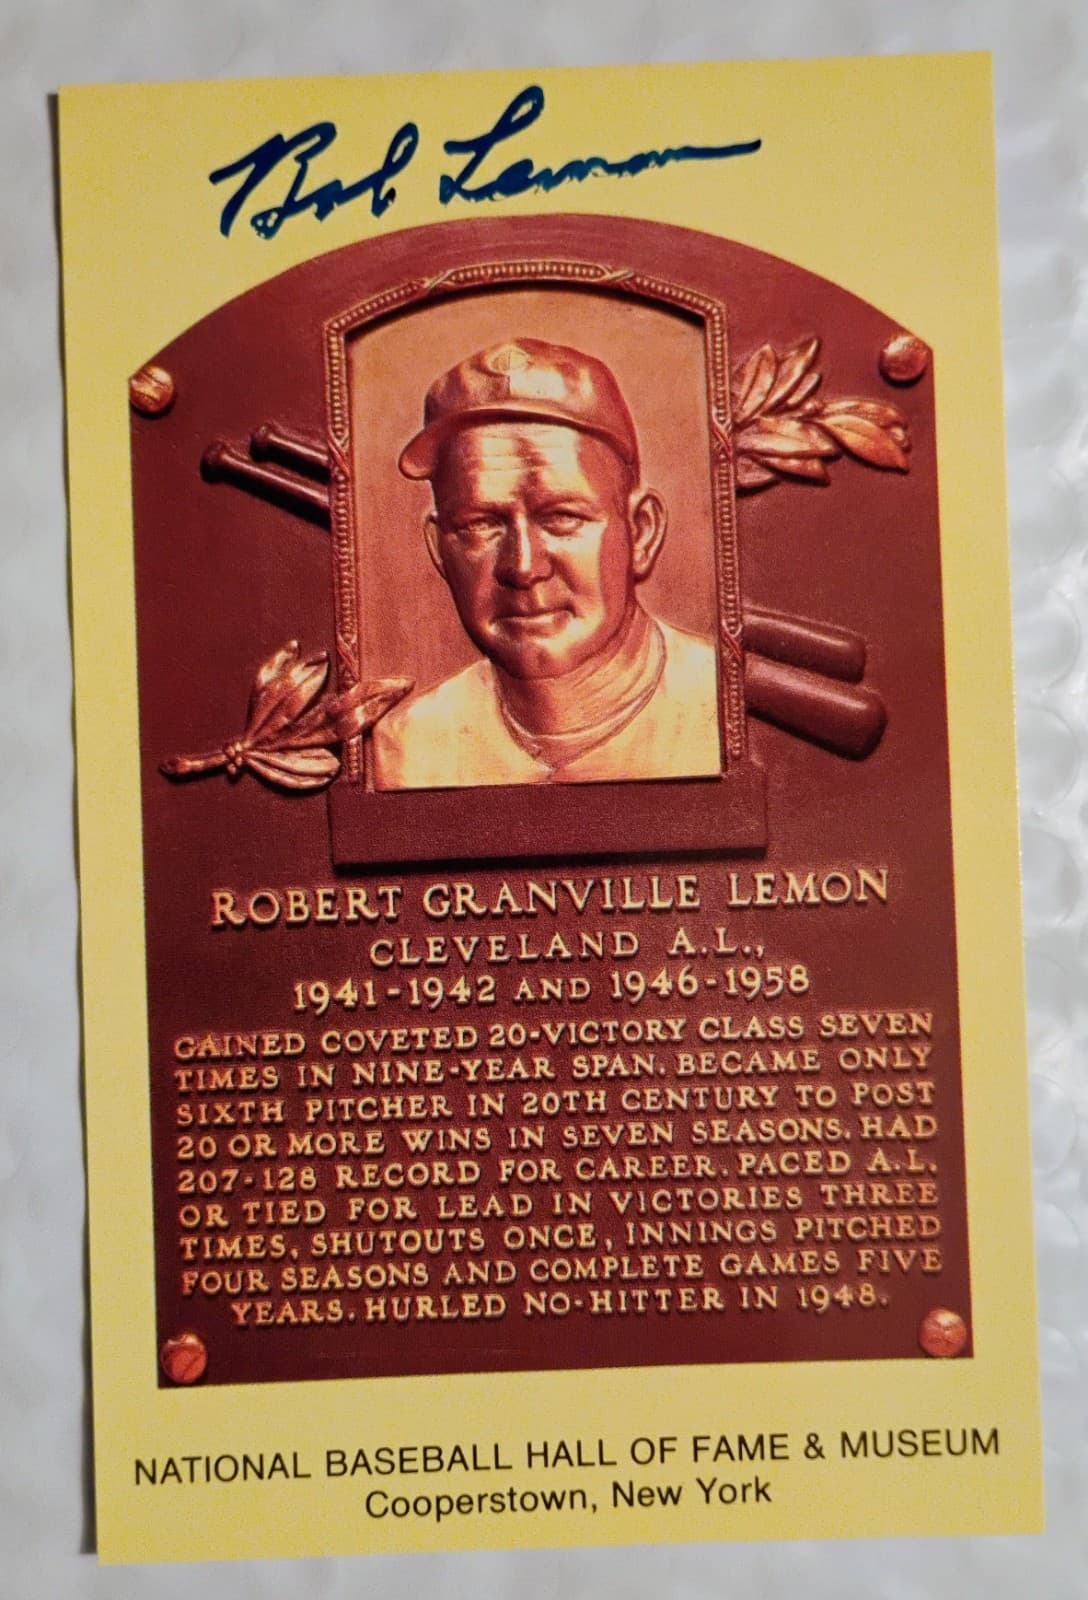 Bob Lemon
C
ROBERT GRANVILLE LEMON
CLEVELAND A.L.,
1941-1942 AND 1946-1958
GAINED COVETED 20-VICTORY CLASS SEVEN
TIMES IN NINE-YEAR SPAN. BECAME ONLY
SIXTH PITCHER IN 20TH CENTURY TO POST
20 OR MORE WINS IN SEVEN SEASONS. HAD
207-128 RECORD FOR CAREER. PACED A.L.
OR TIED FOR LEAD IN VICTORIES THREE
TIMES, SHUTOUTS ONCE, INNINGS PITCHED
FOUR SEASONS AND COMPLETE GAMES FIVE
YEARS. HURLED NO-HITTER IN 1948.
NATIONAL BASEBALL HALL OF FAME & MUSEUM
Cooperstown, New York